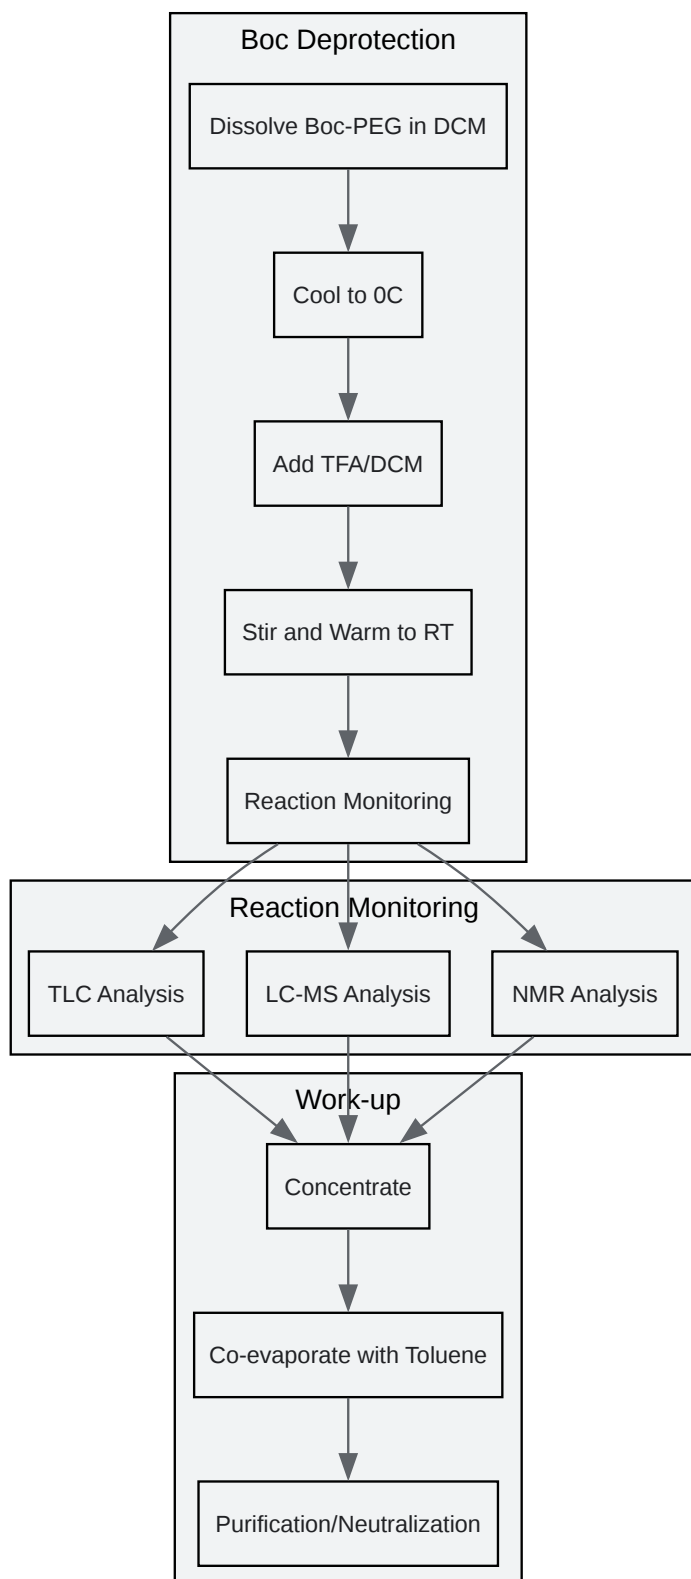 Boc Deprotection
Dissolve Boc-PEG in DCM
Cool to 0C
Add TFA/DCM
Stir and Warm to RT
Reaction Monitoring
Reaction Monitoring
TLC Analysis
LC-MS Analysis
NMR Analysis
Work-up
Concentrate
Co-evaporate with Toluene
Purification/Neutralization